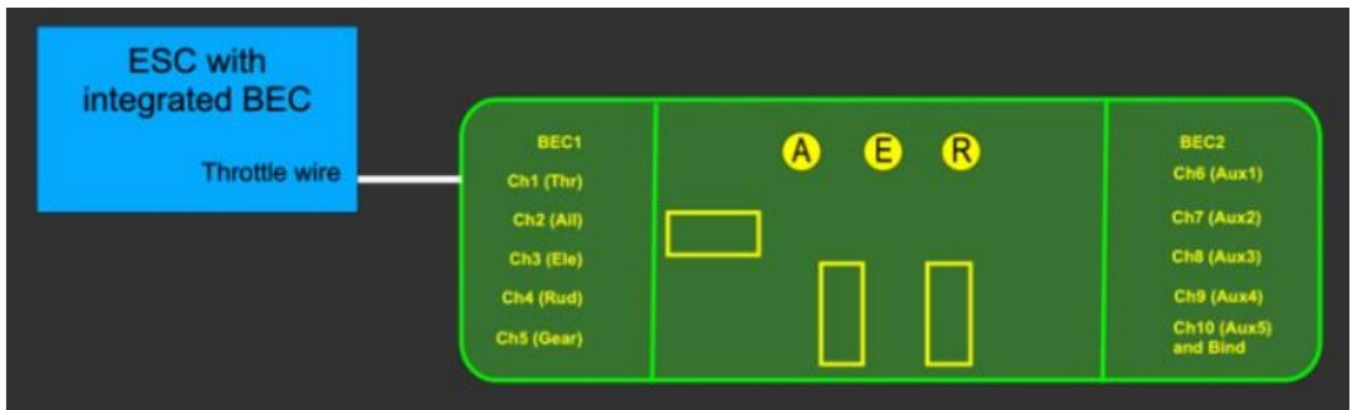 ESC with
integrated BEC
Throttle wire
BEC1
Ch1 (Thr)
Ch2 (Ail)
Ch3 (Ele)
Ch4 (Rud)
Ch5 (Gear)
A E R
BEC2
Ch6 (Aux1)
Ch7 (Aux2)
Ch8 (Aux3)
Ch9 (Aux4)
Ch10 (Aux5)
and Bind